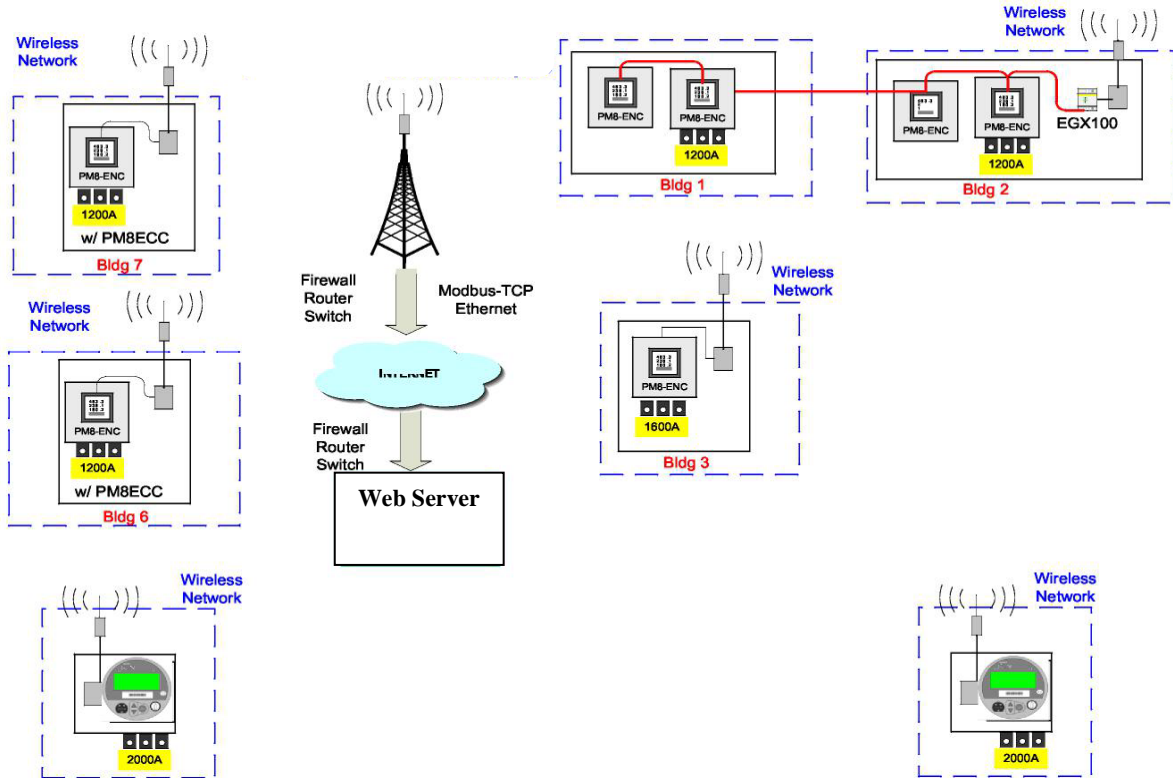 Wireless
Network
PM8-ENC
1200A
w/ PM8ECC
Bldg 7
Wireless
Network
PM8-ENC
1200A
w/ PM8ECC
Bldg 6
Wireless
Network
2000A
Firewall
Router
Switch
Modbus-TCP
Ethernet
INTERNET
Firewall
Router
Switch
Web Server
PM8-ENC
PM8-ENC
1200A
Bldg 1
Wireless
Network
PM8-ENC
PM8-ENC
EGX100
1200A
Bldg 2
Wireless
Network
PM8-ENC
1600A
Bldg 3
Wireless
Network
2000A